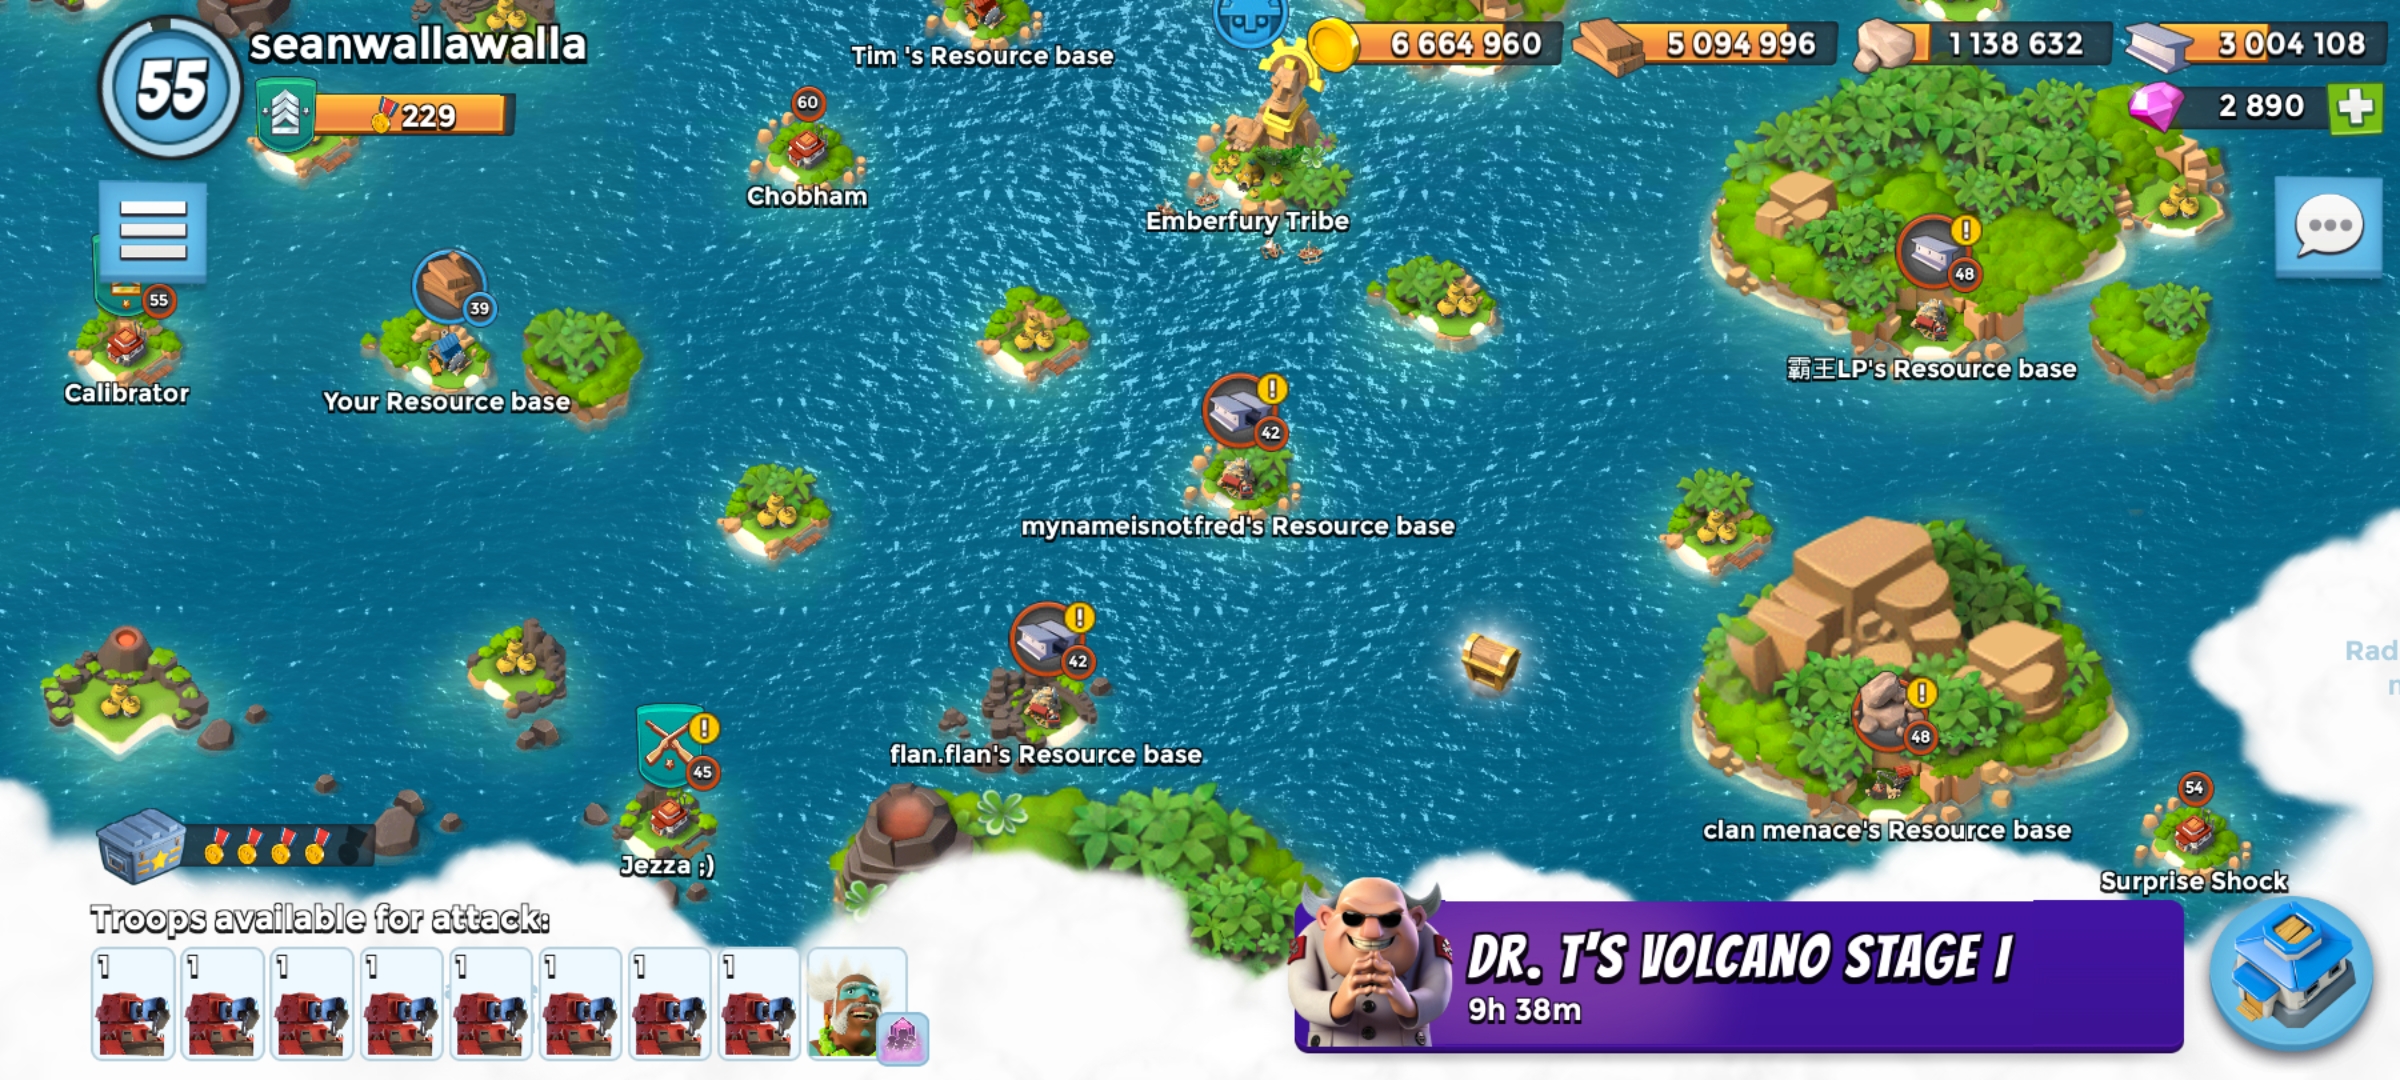 55
seanwallawalla
229
Tim 's Resource base
6 664 960
5 094 996
1 138 632
3 004 108
2 890
60
Chobham
Emberfury Tribe
55
Calibrator
39
Your Resource base
!
48
霸王LP's Resource base
!
42
mynameisnotfred's Resource base
!
42
flan.flan's Resource base
!
45
Jezza ;)
!
48
clan menace's Resource base
54
Surprise Shock
Troops available for attack:
1
1
1
1
1
1
1
1
DR. T'S VOLCANO STAGE I
9h 38m